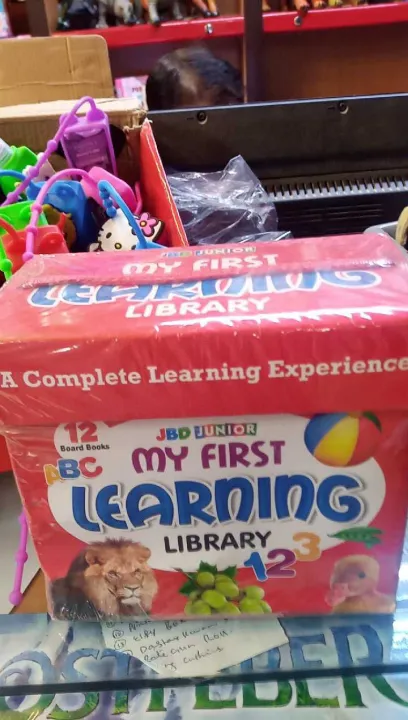 JBD JUNIOR
MY FIRST
LEARNING
LIBRARY
A Complete Learning Experience
12
Board Books
ABC
JBD JUNIOR
MY FIRST
LEARNING
LIBRARY
123